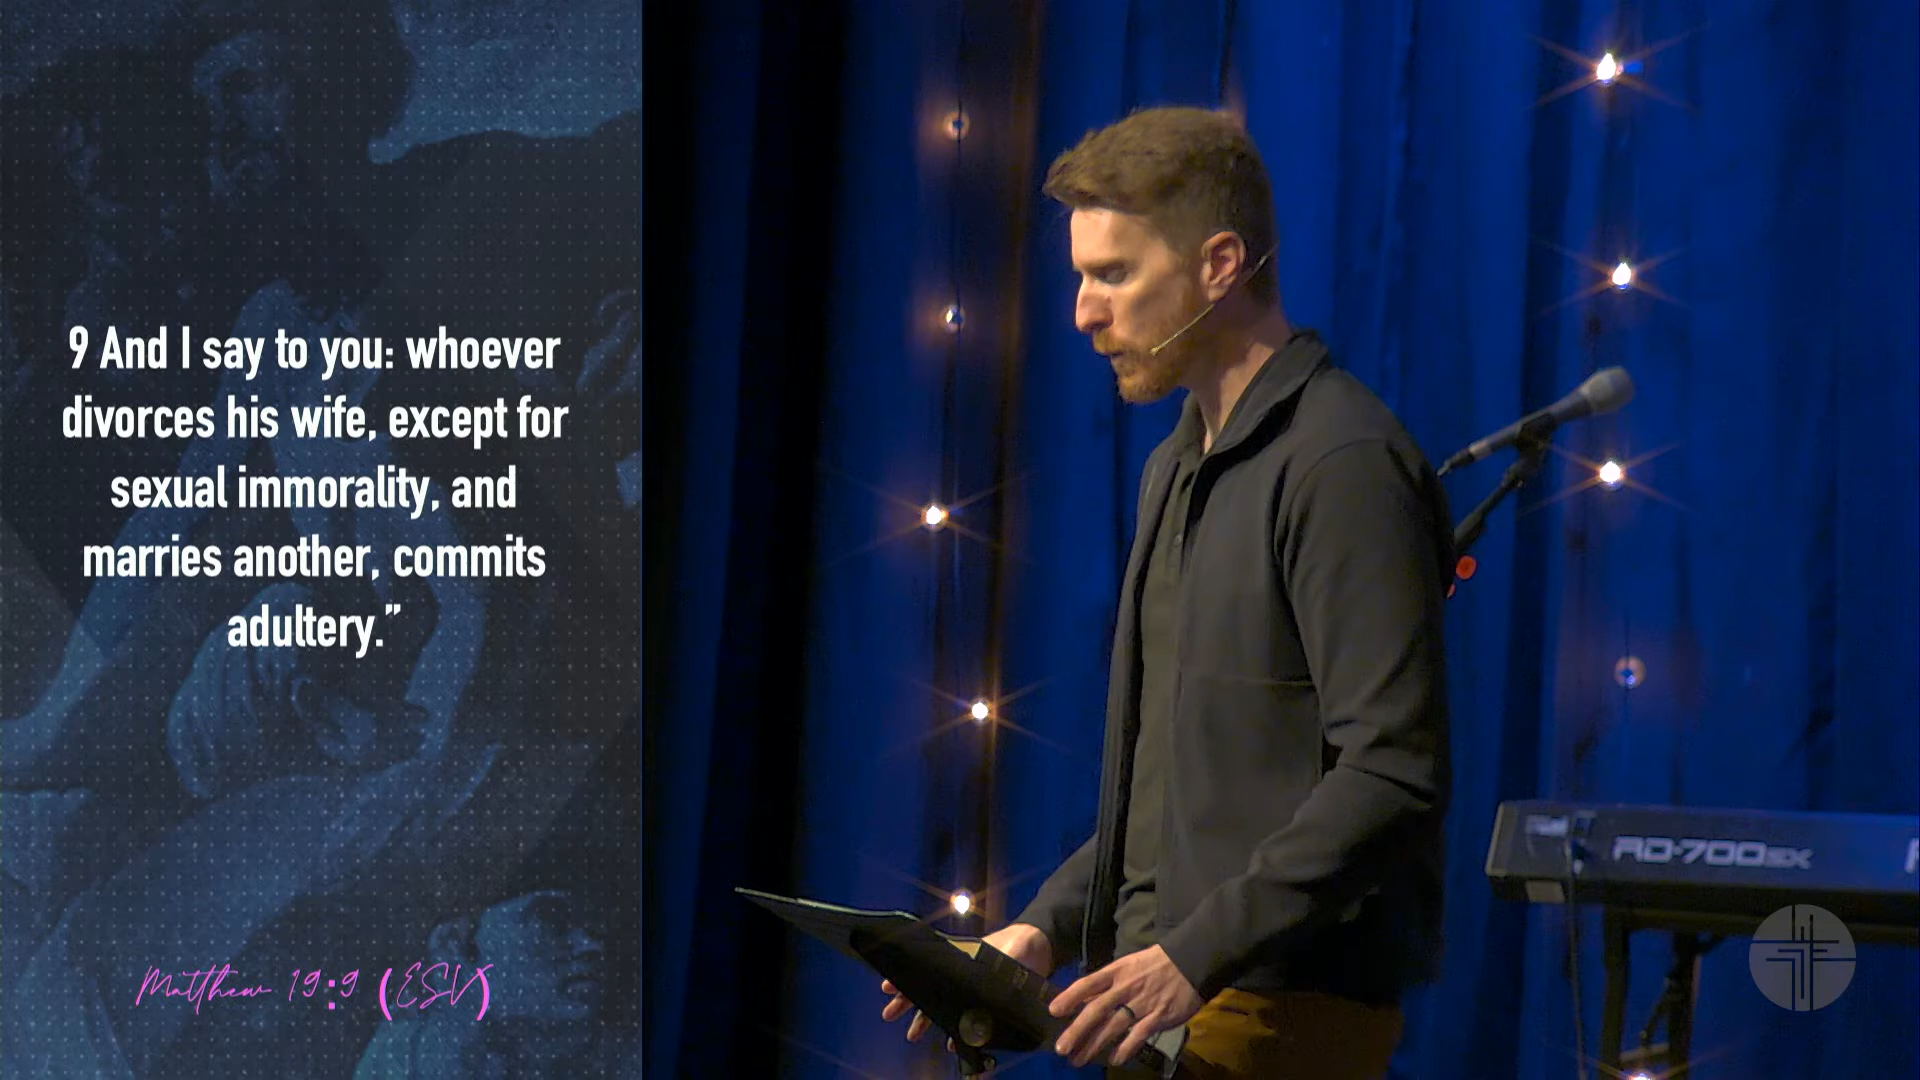 9 And I say to you: whoever
divorces his wife, except for
sexual immorality, and
marries another, commits
adultery.”
Matthew 19:9 (ESV)
RD-700SX